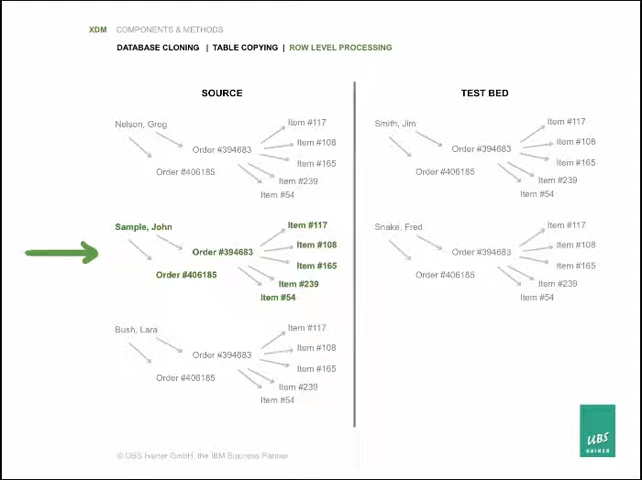 XDM COMPONENTS & METHODS
DATABASE CLONING | TABLE COPYING | ROW LEVEL PROCESSING
SOURCE
Nelson, Greg
Order #394683
Order #406185
Item #117
Item #108
Item #165
Item #239
Item #54
Sample, John
Order #394683
Order #406185
Item #117
Item #108
Item #165
Item #239
Item #54
Bush, Lara
Order #394683
Order #406185
Item #117
Item #108
Item #165
Item #239
Item #54
TEST BED
Smith, Jim
Order #394683
Order #406185
Item #117
Item #108
Item #165
Item #239
Item #54
Snake, Fred
Order #394683
Order #406185
Item #117
Item #108
Item #165
Item #239
Item #54
© UBS Hainer GmbH, the IBM Business Partner
UBS
HAINER